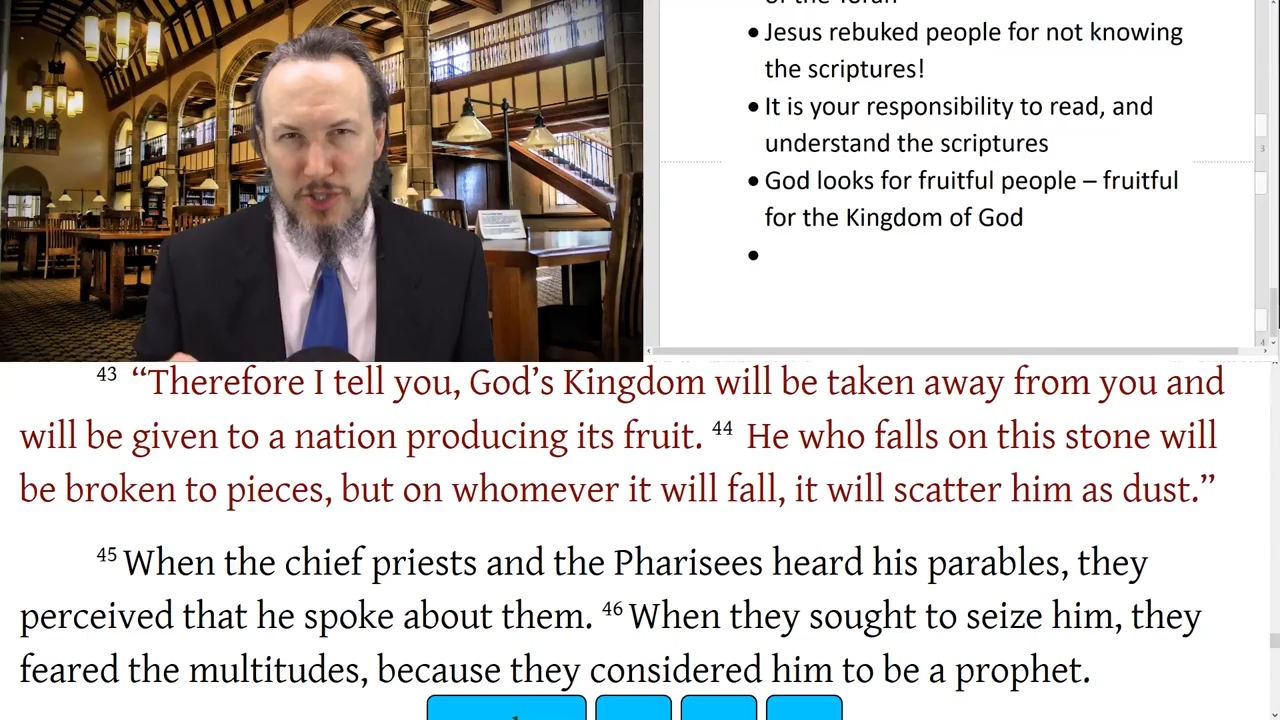 of the Torah
• Jesus rebuked people for not knowing
the scriptures!
• It is your responsibility to read, and
understand the scriptures
• God looks for fruitful people – fruitful
for the Kingdom of God
•
3
4
43 “Therefore I tell you, God’s Kingdom will be taken away from you and
will be given to a nation producing its fruit. 44 He who falls on this stone will
be broken to pieces, but on whomever it will fall, it will scatter him as dust.”
45 When the chief priests and the Pharisees heard his parables, they
perceived that he spoke about them. 46 When they sought to seize him, they
feared the multitudes, because they considered him to be a prophet.